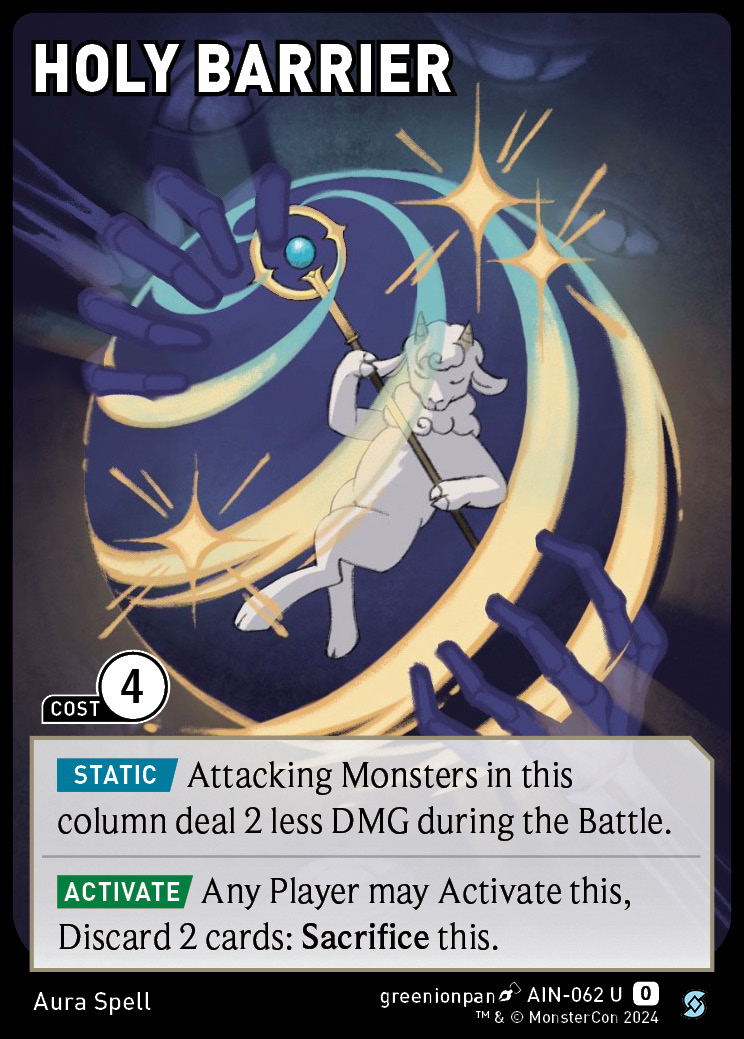 HOLY BARRIER
COST 4
STATIC Attacking Monsters in this
column deal 2 less DMG during the Battle.
ACTIVATE Any Player may Activate this,
Discard 2 cards: Sacrifice this.
Aura Spell
greenionpan AIN-062 U 0
™ & © MonsterCon 2024